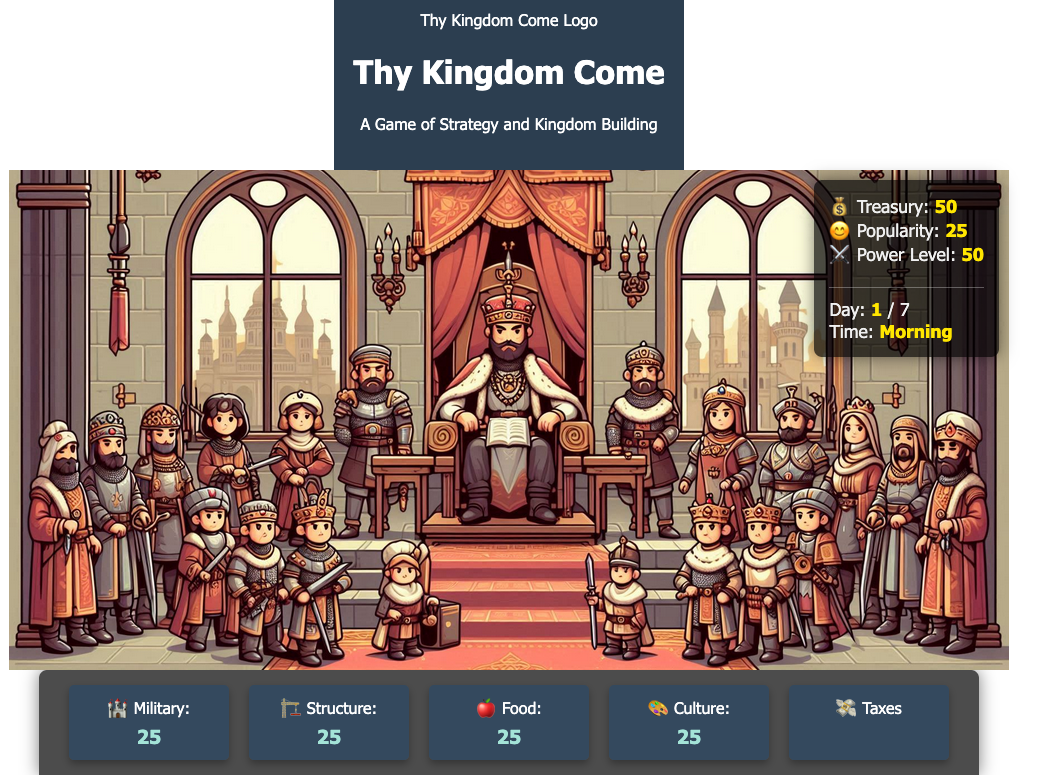 Thy Kingdom Come Logo
Thy Kingdom Come
A Game of Strategy and Kingdom Building
💰 Treasury: 50
😊 Popularity: 25
⚔️ Power Level: 50
Day: 1 / 7
Time: Morning
🏰 Military:
25
🏗️ Structure:
25
🍎 Food:
25
🎨 Culture:
25
💸 Taxes